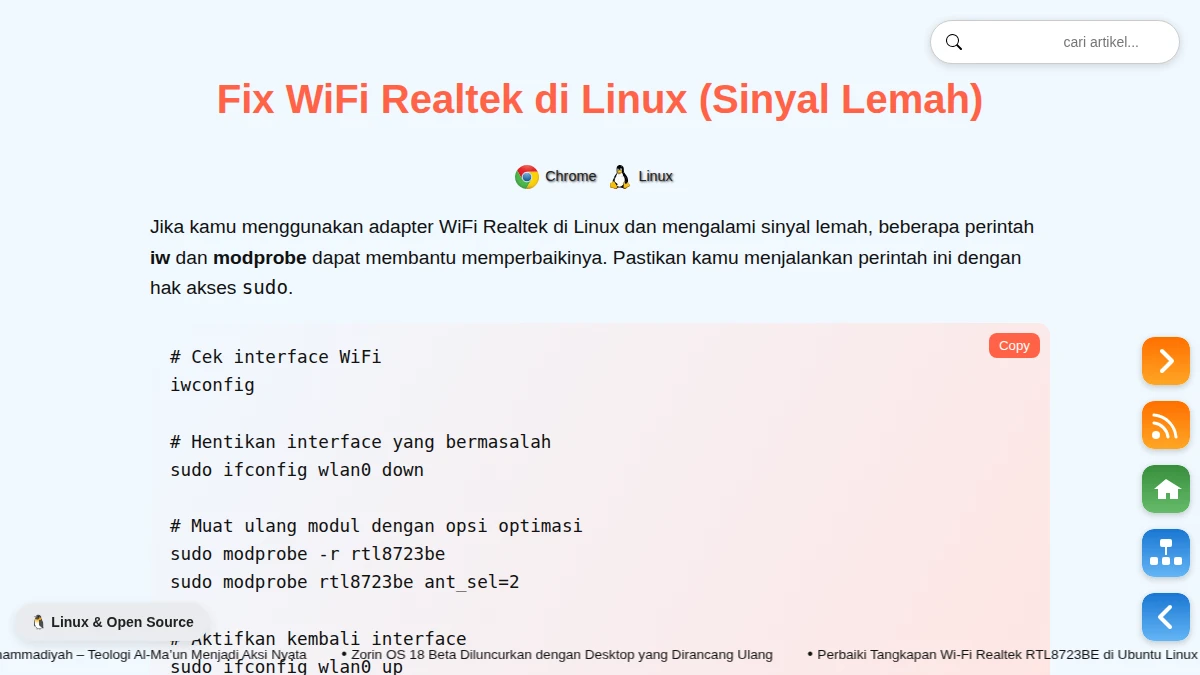 cari artikel...
Fix WiFi Realtek di Linux (Sinyal Lemah)
Chrome Linux
Jika kamu menggunakan adapter WiFi Realtek di Linux dan mengalami sinyal lemah, beberapa perintah
iw dan modprobe dapat membantu memperbaikinya. Pastikan kamu menjalankan perintah ini dengan
hak akses sudo.
Copy
# Cek interface WiFi
iwconfig
# Hentikan interface yang bermasalah
sudo ifconfig wlan0 down
# Muat ulang modul dengan opsi optimasi
sudo modprobe -r rtl8723be
sudo modprobe rtl8723be ant_sel=2
Linux & Open Source
# Aktifkan kembali interface
sudo ifconfig wlan0 up
ammadiyah – Teologi Al-Ma'un Menjadi Aksi Nyata • Zorin OS 18 Beta Diluncurkan dengan Desktop yang Dirancang Ulang • Perbaiki Tangkapan Wi-Fi Realtek RTL8723BE di Ubuntu Linux